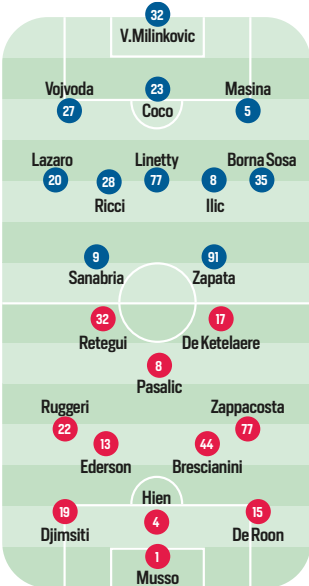 32
V.Milinkovic
Vojvoda 23 Masina
27 Coco 5
Lazaro Linetty Borna Sosa
20 28 77 8 35
Ricci Ilic
9 91
Sanabria Zapata
32 17
Retegui De Ketelaere
8
Pasalic
Ruggeri Zappacosta
22 77
13 44
Ederson Brescianini
Hien
19 4 15
Djimsiti De Roon
1
Musso